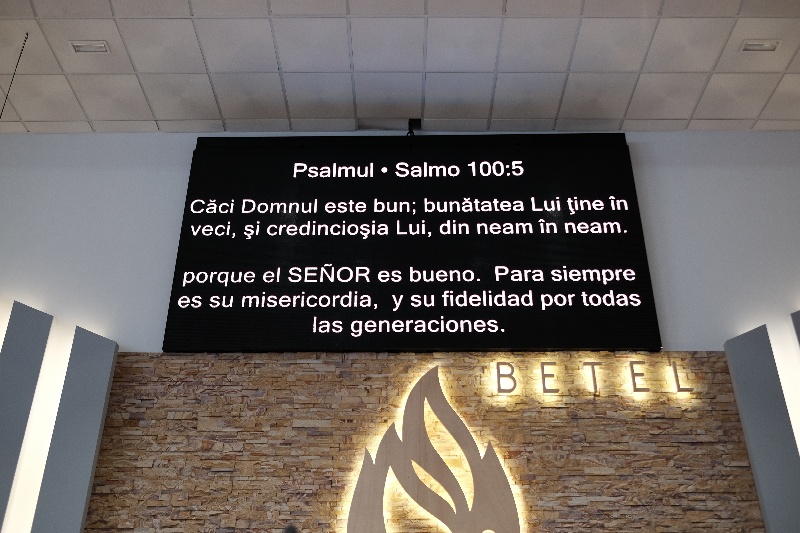 Psalmul • Salmo 100:5
Căci Domnul este bun; bunătatea Lui ţine în
veci, şi credincioşia Lui, din neam în neam.
porque el SEÑOR es bueno.  Para siempre
es su misericordia,  y su fidelidad por todas
las generaciones.
BETEL